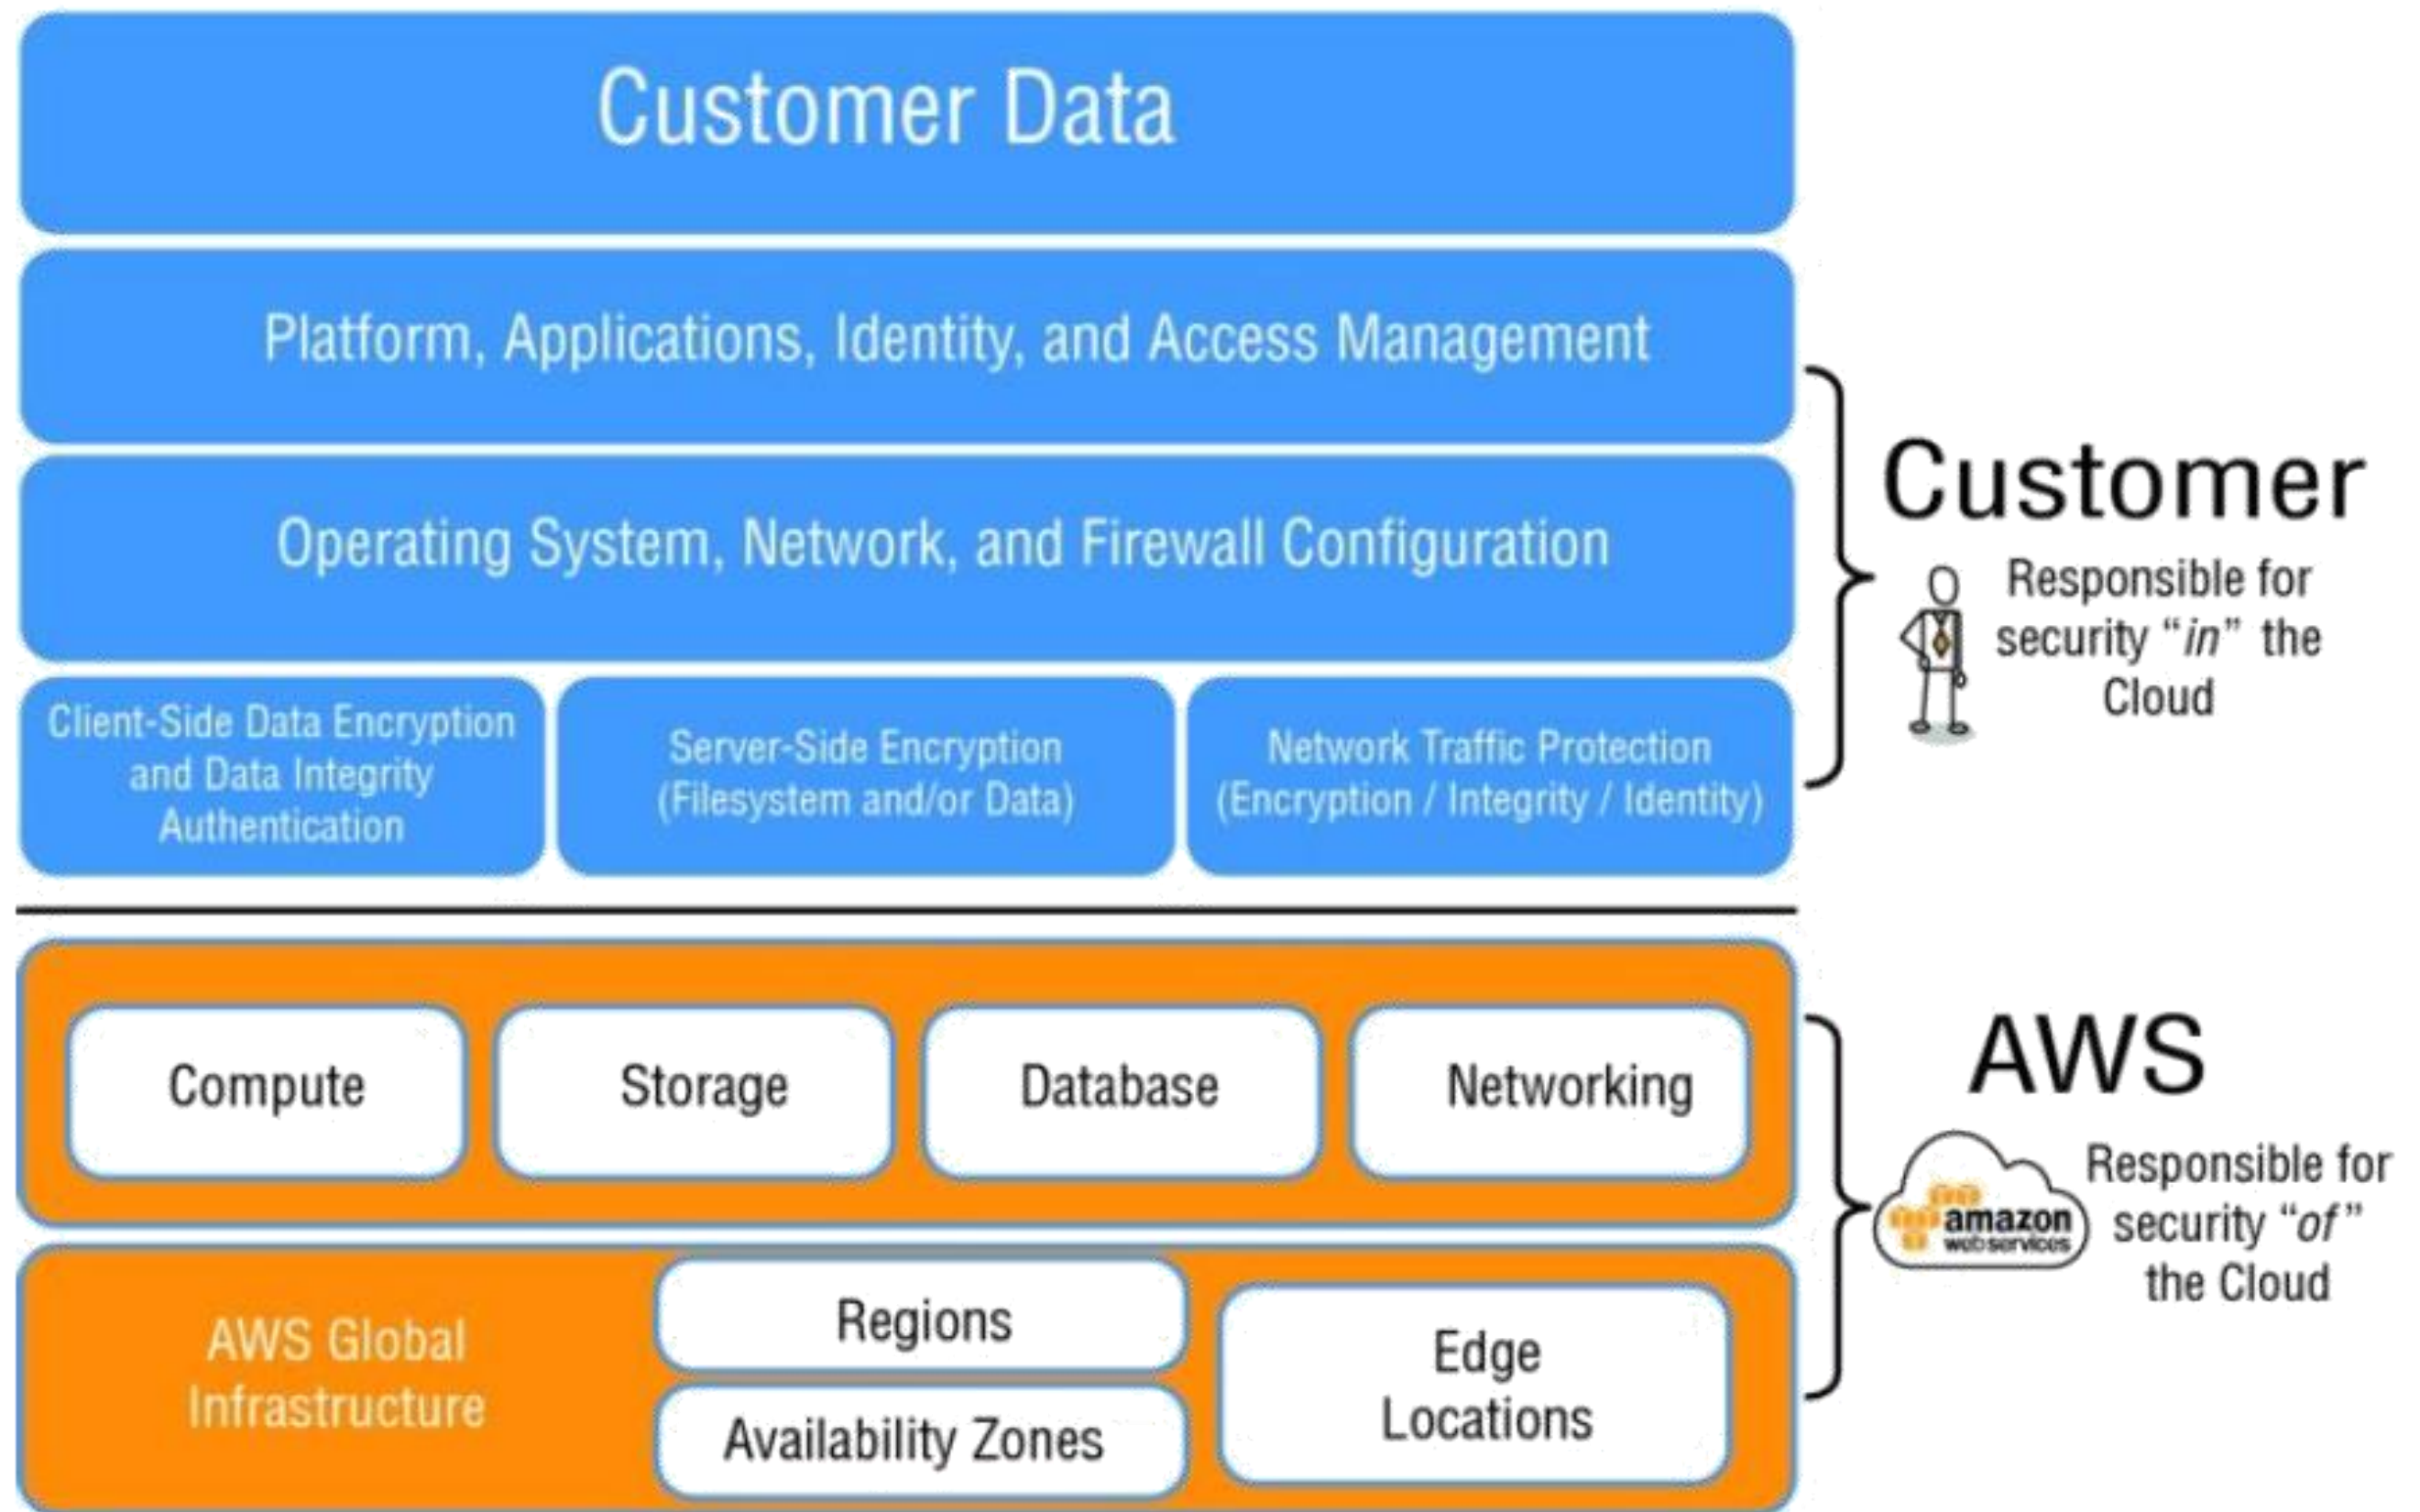 Customer Data
Platform, Applications, Identity, and Access Management
Operating System, Network, and Firewall Configuration
Client-Side Data Encryption
and Data Integrity
Authentication
Server-Side Encryption
(Filesystem and/or Data)
Network Traffic Protection
(Encryption / Integrity / Identity)
Customer
Responsible for
security “in” the
Cloud
Compute
Storage
Database
Networking
AWS Global
Infrastructure
Regions
Availability Zones
Edge
Locations
AWS
amazon
webservices
Responsible for
security “of”
the Cloud